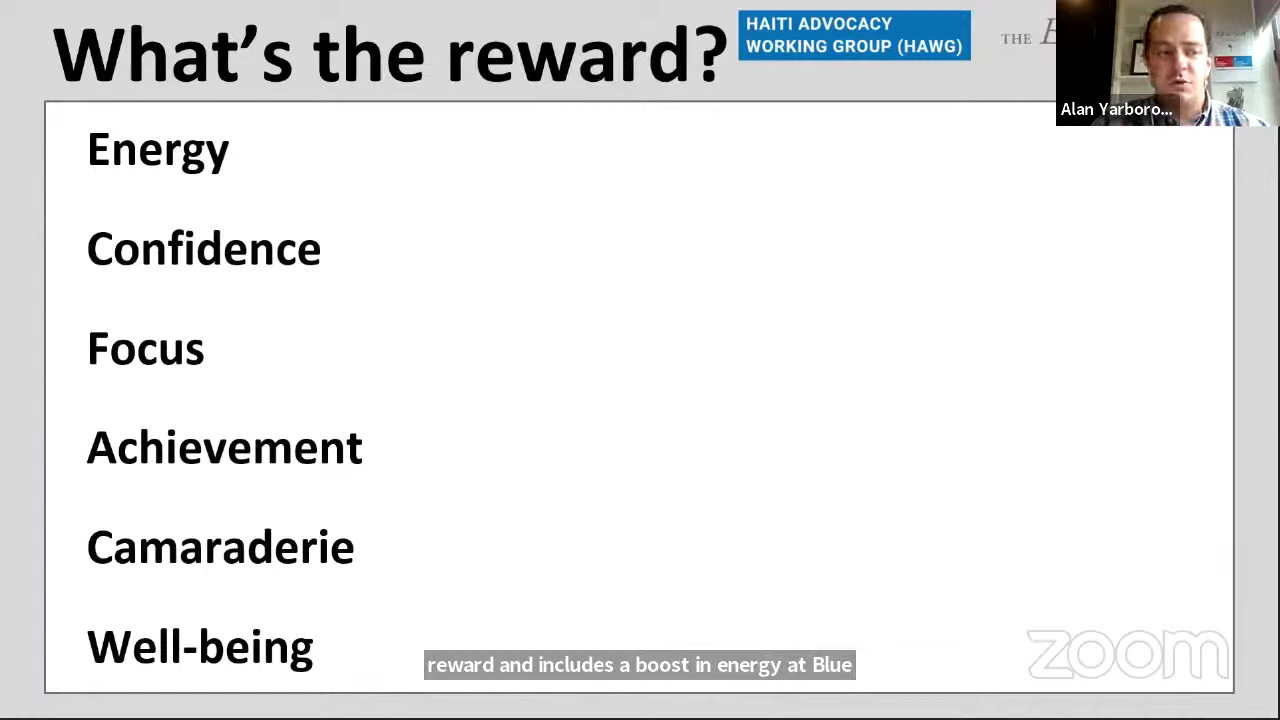 What's the reward?
HAITI ADVOCACY
WORKING GROUP (HAWG)
THE
Alan Yarboro...
Energy
Confidence
Focus
Achievement
Camaraderie
Well-being
reward and includes a boost in energy at Blue
zoom